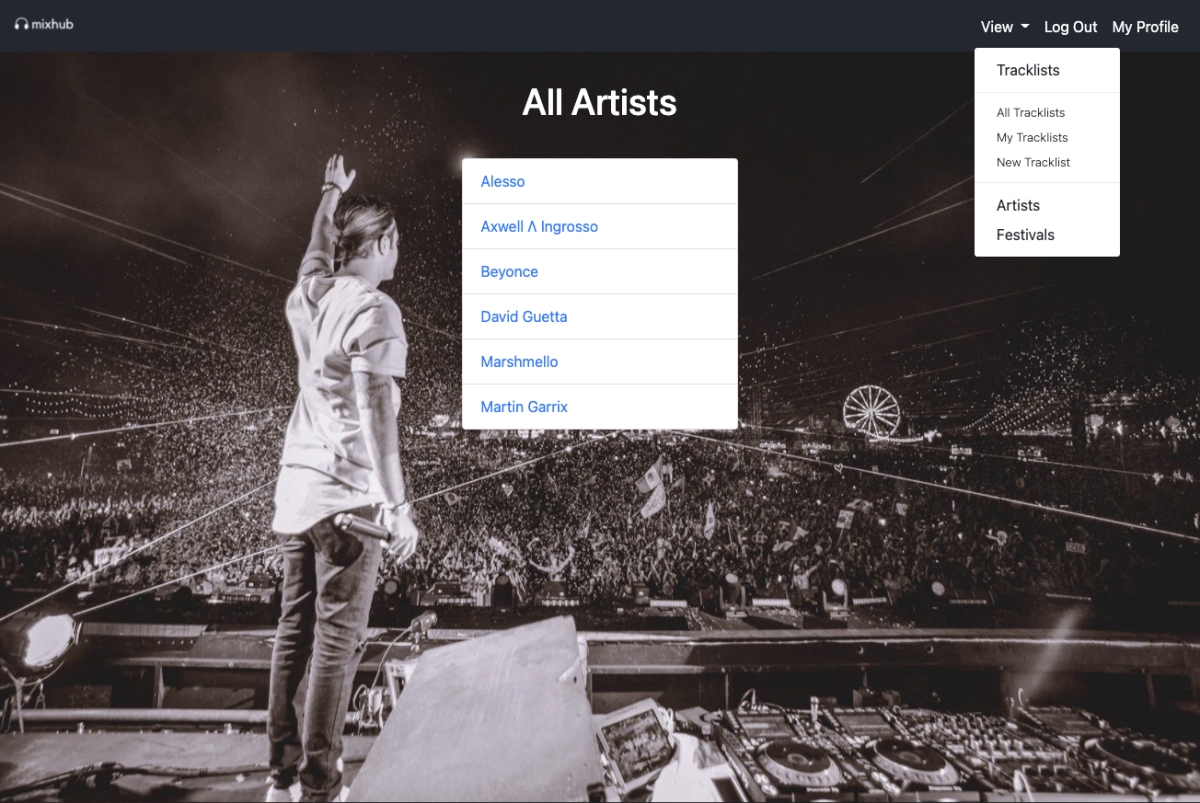 mixhub
View
Log Out
My Profile
Tracklists
All Tracklists
My Tracklists
New Tracklist
Artists
Festivals
All Artists
Alesso
Axwell Λ Ingrosso
Beyonce
David Guetta
Marshmello
Martin Garrix